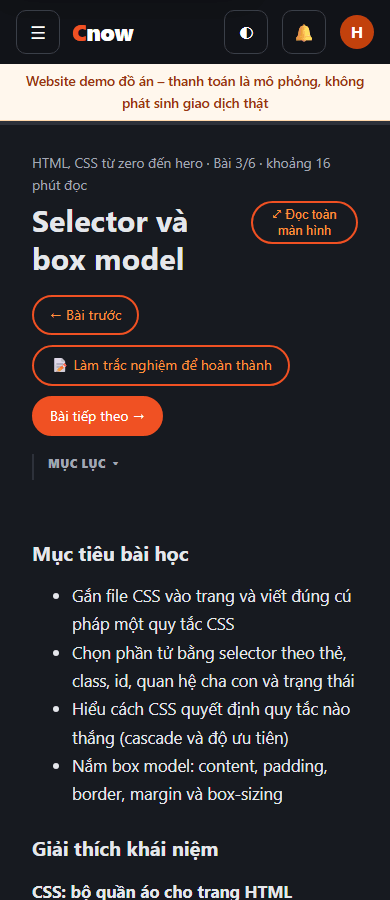 Cnow
H
Website demo đồ án – thanh toán là mô phỏng, không
phát sinh giao dịch thật
HTML, CSS từ zero đến hero · Bài 3/6 · khoảng 16
phút đọc
Selector và
box model
⤢ Đọc toàn
màn hình
← Bài trước
📝 Làm trắc nghiệm để hoàn thành
Bài tiếp theo →
MỤC LỤC
Mục tiêu bài học
• Gắn file CSS vào trang và viết đúng cú
pháp một quy tắc CSS
• Chọn phần tử bằng selector theo thẻ,
class, id, quan hệ cha con và trạng thái
• Hiểu cách CSS quyết định quy tắc nào
thắng (cascade và độ ưu tiên)
• Nắm box model: content, padding,
border, margin và box-sizing
Giải thích khái niệm
CSS: bộ quần áo cho trang HTML